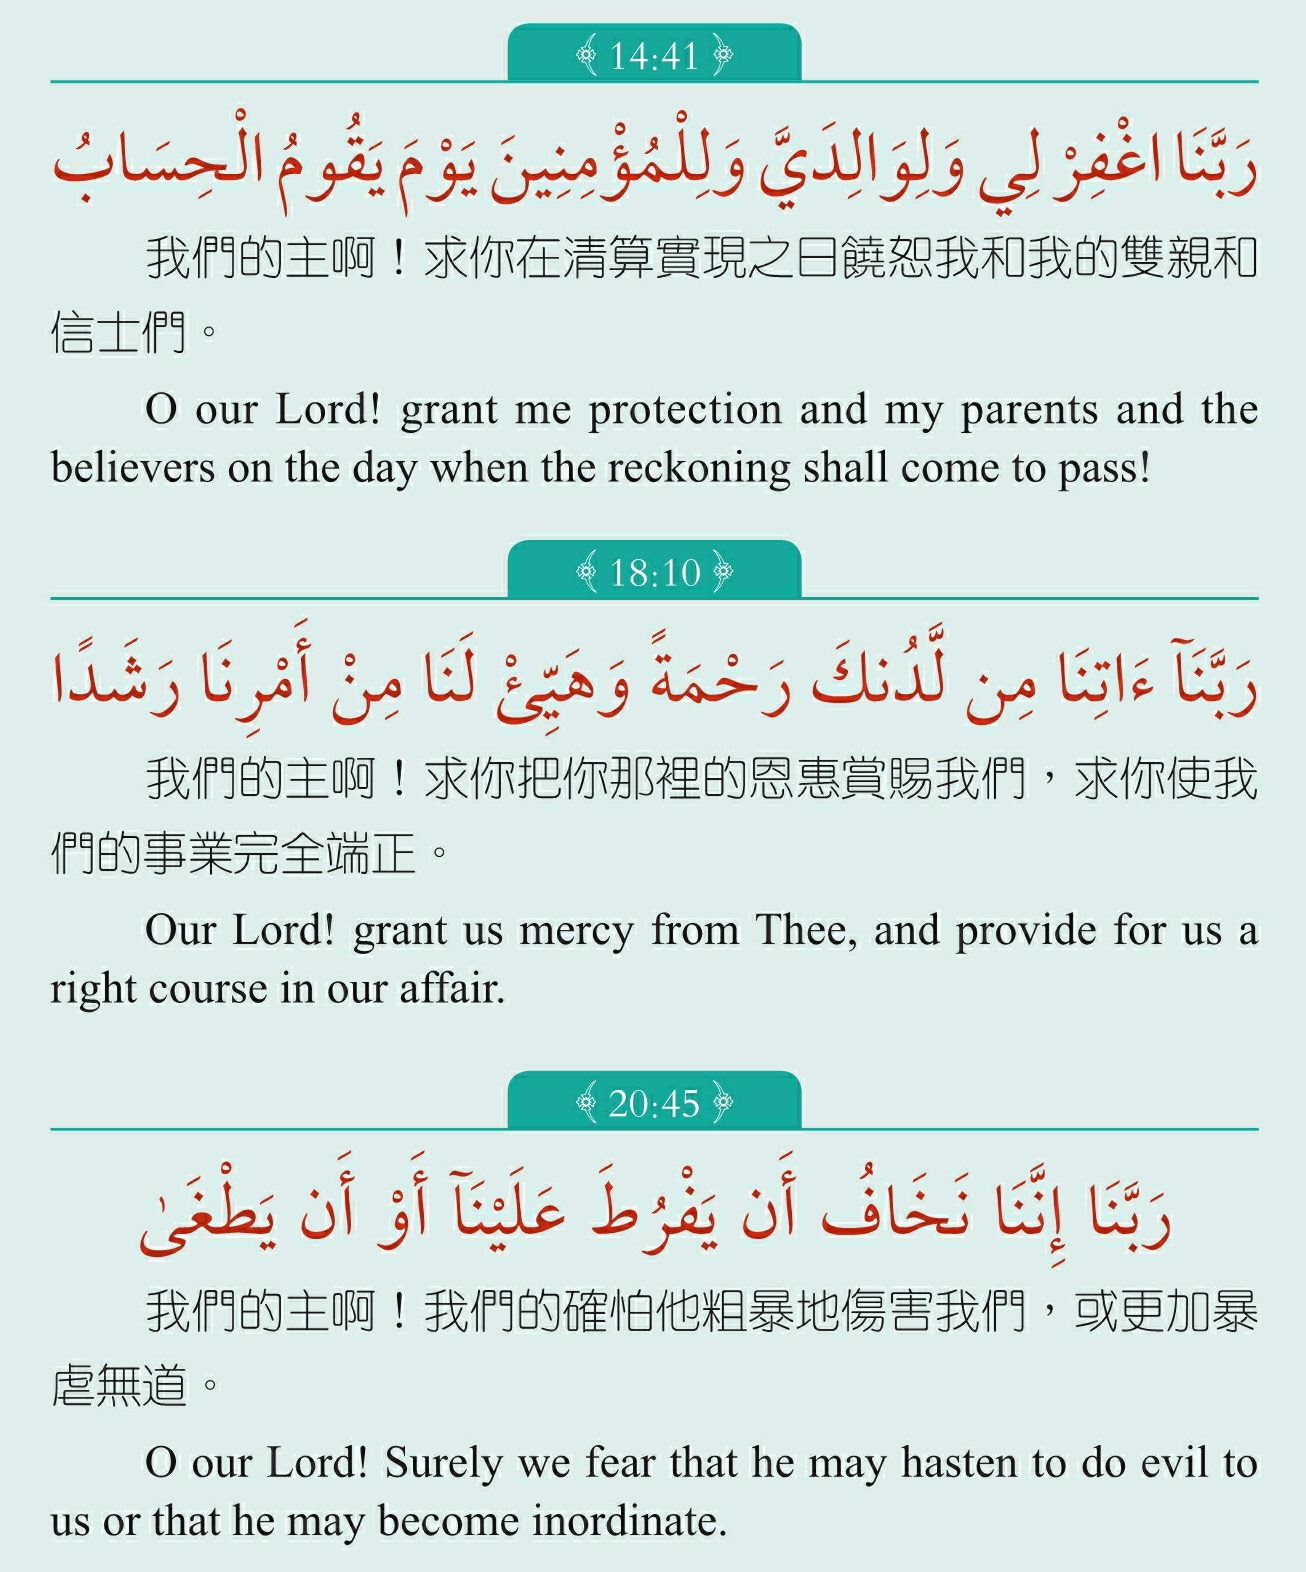 14:41
رَبَّنَا اغْفِرْ لِي وَلِوَالِدَيَّ وَلِلْمُؤْمِنِينَ يَوْمَ يَقُومُ الْحِسَابُ
我們的主啊！求你在清算實現之日饒恕我和我的雙親和
信士們。
O our Lord! grant me protection and my parents and the
believers on the day when the reckoning shall come to pass!
18:10
رَبَّنَآ ءَاتِنَا مِن لَّدُنكَ رَحْمَةً وَهَيِّئْ لَنَا مِنْ أَمْرِنَا رَشَدًا
我們的主啊！求你把你那裡的恩惠賞賜我們，求你使我
們的事業完全端正。
Our Lord! grant us mercy from Thee, and provide for us a
right course in our affair.
20:45
رَبَّنَا إِنَّنَا نَخَافُ أَن يَفْرُطَ عَلَيْنَآ أَوْ أَن يَطْغَىٰ
我們的主啊！我們的確怕他粗暴地傷害我們，或更加暴
虐無道。
O our Lord! Surely we fear that he may hasten to do evil to
us or that he may become inordinate.